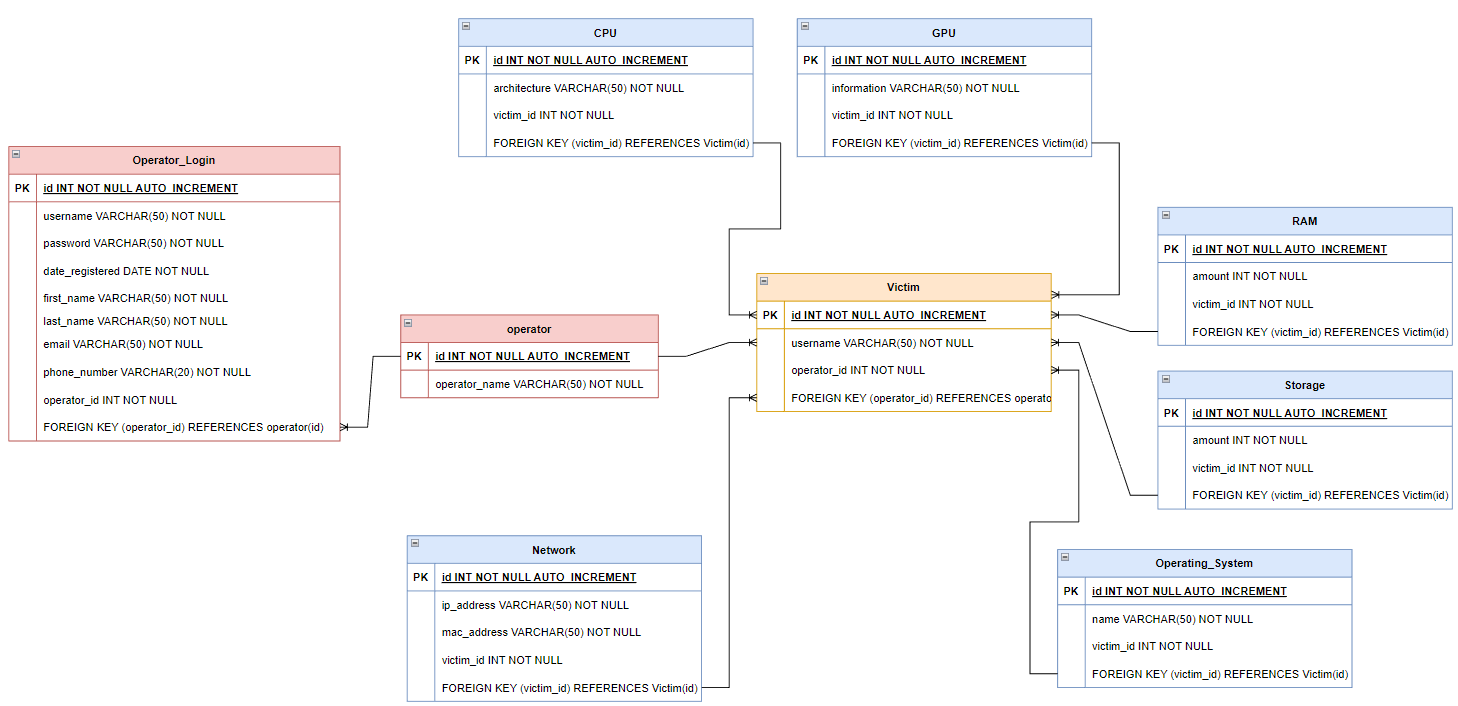 CPU
PK id INT NOT NULL AUTO_INCREMENT
architecture VARCHAR(50) NOT NULL
victim_id INT NOT NULL
FOREIGN KEY (victim_id) REFERENCES Victim(id)
GPU
PK id INT NOT NULL AUTO_INCREMENT
information VARCHAR(50) NOT NULL
victim_id INT NOT NULL
FOREIGN KEY (victim_id) REFERENCES Victim(id)
Operator_Login
PK id INT NOT NULL AUTO_INCREMENT
username VARCHAR(50) NOT NULL
password VARCHAR(50) NOT NULL
date_registered DATE NOT NULL
first_name VARCHAR(50) NOT NULL
last_name VARCHAR(50) NOT NULL
email VARCHAR(50) NOT NULL
phone_number VARCHAR(20) NOT NULL
operator_id INT NOT NULL
FOREIGN KEY (operator_id) REFERENCES operator(id)
operator
PK id INT NOT NULL AUTO_INCREMENT
operator_name VARCHAR(50) NOT NULL
Victim
PK id INT NOT NULL AUTO_INCREMENT
username VARCHAR(50) NOT NULL
operator_id INT NOT NULL
FOREIGN KEY (operator_id) REFERENCES operato
RAM
PK id INT NOT NULL AUTO_INCREMENT
amount INT NOT NULL
victim_id INT NOT NULL
FOREIGN KEY (victim_id) REFERENCES Victim(id)
Storage
PK id INT NOT NULL AUTO_INCREMENT
amount INT NOT NULL
victim_id INT NOT NULL
FOREIGN KEY (victim_id) REFERENCES Victim(id)
Network
PK id INT NOT NULL AUTO_INCREMENT
ip_address VARCHAR(50) NOT NULL
mac_address VARCHAR(50) NOT NULL
victim_id INT NOT NULL
FOREIGN KEY (victim_id) REFERENCES Victim(id)
Operating_System
PK id INT NOT NULL AUTO_INCREMENT
name VARCHAR(50) NOT NULL
victim_id INT NOT NULL
FOREIGN KEY (victim_id) REFERENCES Victim(id)